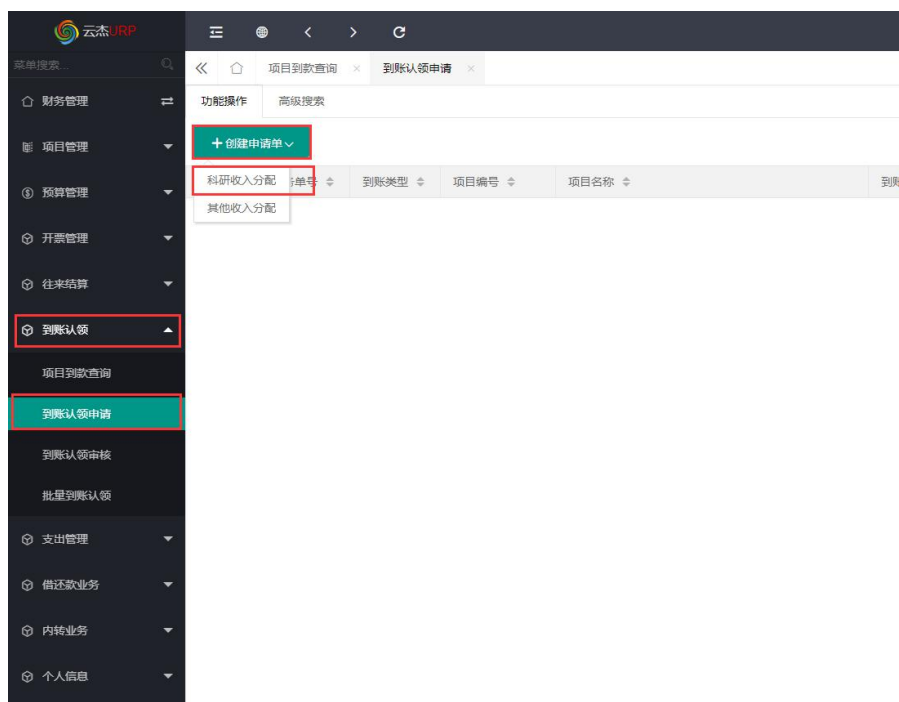 云杰URP
菜单搜索...
项目到款查询
到账认领申请
财务管理
功能操作
高级搜索
项目管理
创建申请单
科研收入分配
单号
到账类型
项目编号
项目名称
预算管理
其他收入分配
开票管理
往来结算
到账认领
项目到款查询
到账认领申请
到账认领审核
批量到账认领
支出管理
借还款业务
内转业务
个人信息